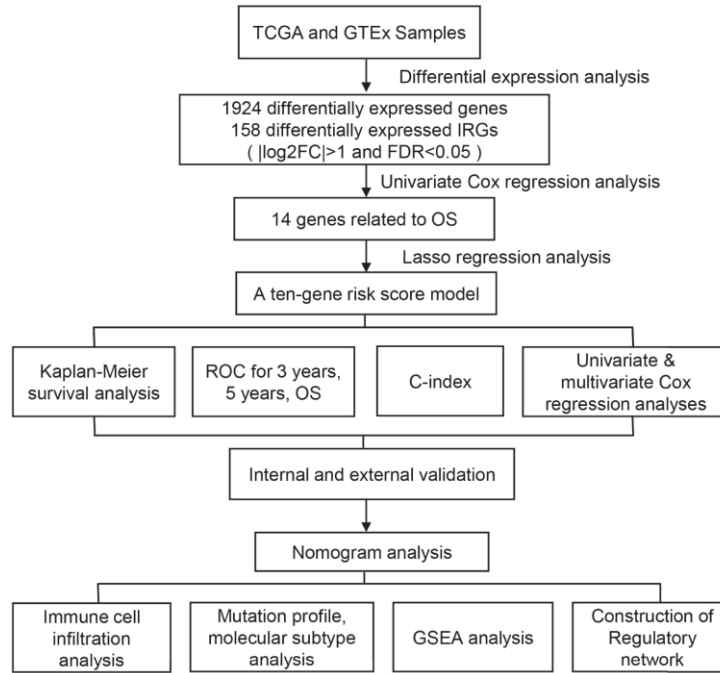 TCGA and GTEx Samples
Differential expression analysis
1924 differentially expressed genes
158 differentially expressed IRGs
( |log2FC|>1 and FDR<0.05 )
Univariate Cox regression analysis
14 genes related to OS
Lasso regression analysis
A ten-gene risk score model
Kaplan-Meier
survival analysis
ROC for 3 years,
5 years, OS
C-index
Univariate &
multivariate Cox
regression analyses
Internal and external validation
Nomogram analysis
Immune cell
infiltration
analysis
Mutation profile,
molecular subtype
analysis
GSEA analysis
Construction of
Regulatory
network